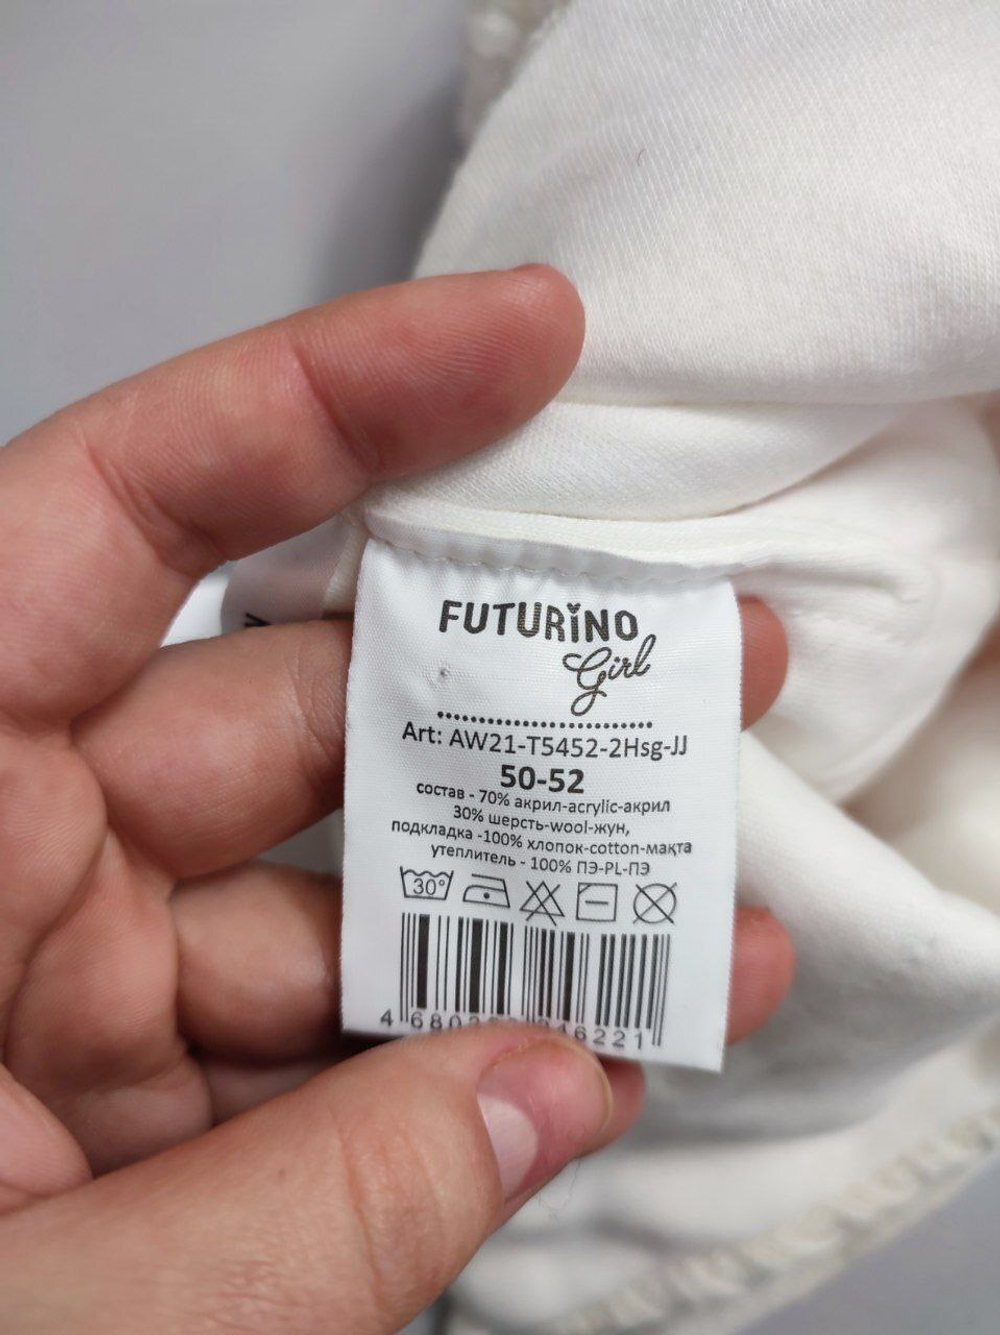 FUTURINO
Girl
Art: AW21-T5452-2Hsg-JJ
50-52
состав - 70% акрил-acrylic-акрил
30% шерсть-wool-жүн,
подкладка -100% хлопок-cotton-мақта
утеплитель - 100% ПЭ-PL-ПЭ
30°